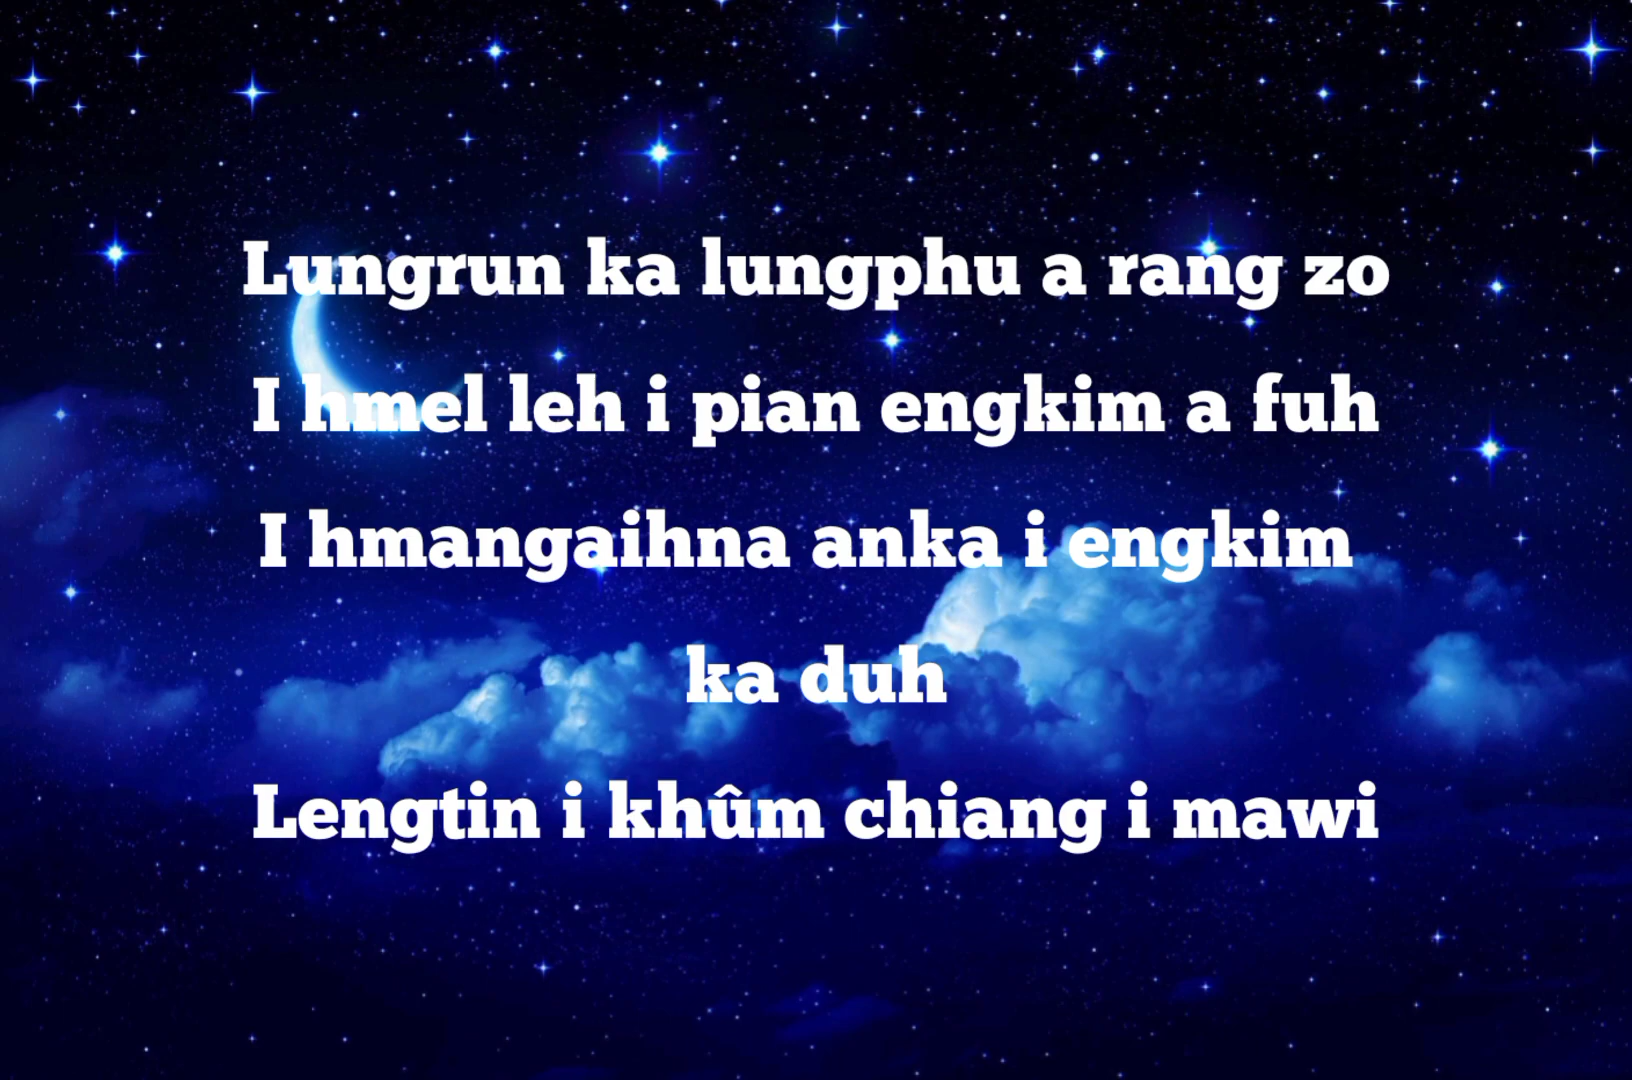 Lungrun ka lungphu a rang zo
I hmel leh i pian engkim a fuh
I hmangaihna anka i engkim
ka duh
Lengtin i khûm chiang i mawi